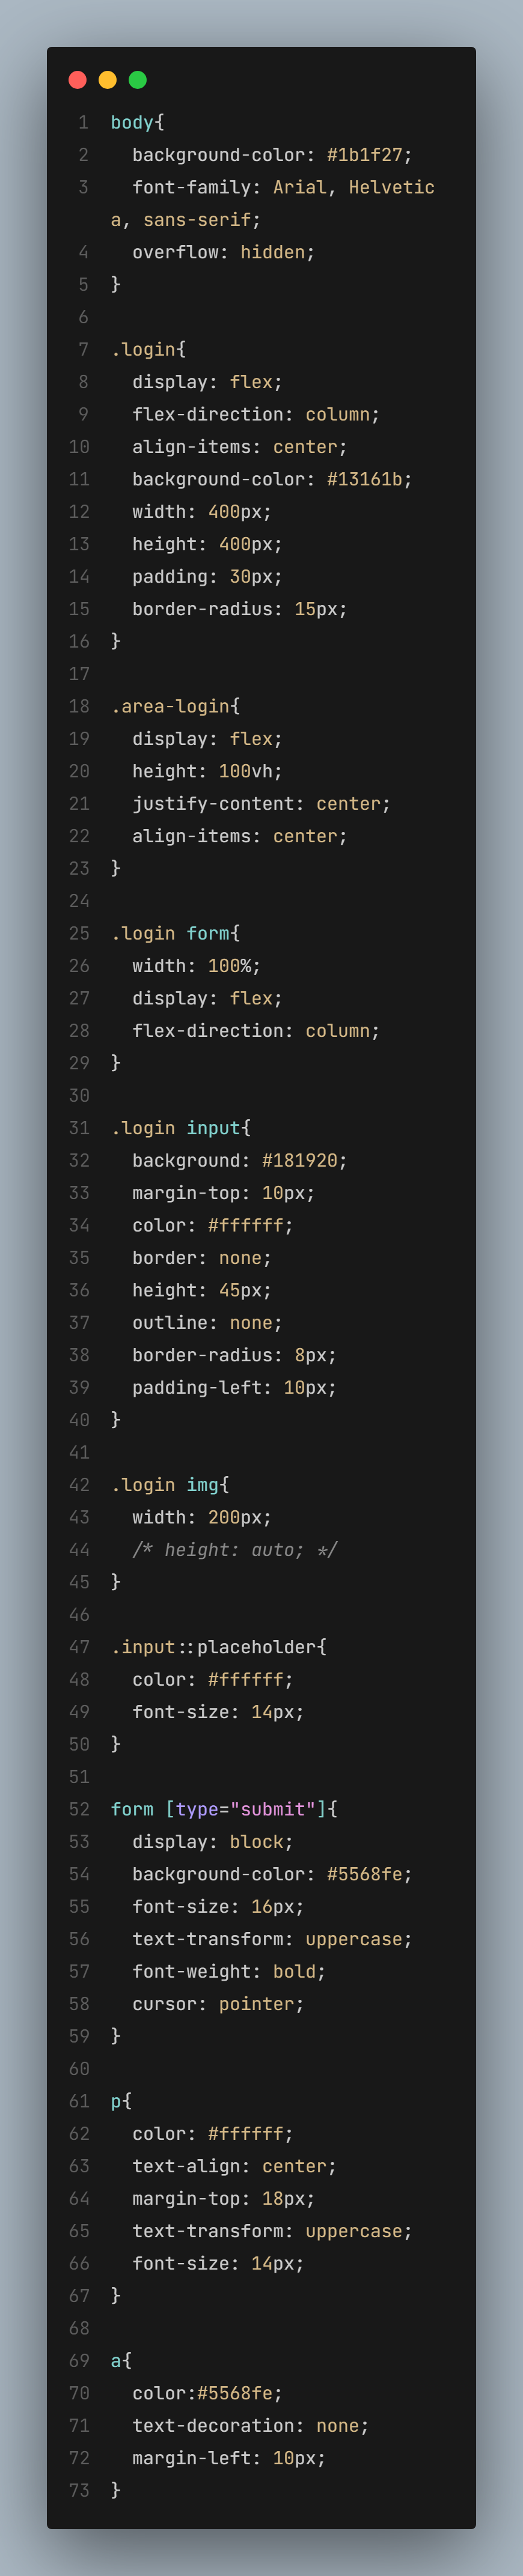 1 body{
2   background-color: #1b1f27;
3   font-family: Arial, Helvetic
a, sans-serif;
4   overflow: hidden;
5 }
6
7 .login{
8   display: flex;
9   flex-direction: column;
10   align-items: center;
11   background-color: #13161b;
12   width: 400px;
13   height: 400px;
14   padding: 30px;
15   border-radius: 15px;
16 }
17
18 .area-login{
19   display: flex;
20   height: 100vh;
21   justify-content: center;
22   align-items: center;
23 }
24
25 .login form{
26   width: 100%;
27   display: flex;
28   flex-direction: column;
29 }
30
31 .login input{
32   background: #181920;
33   margin-top: 10px;
34   color: #ffffff;
35   border: none;
36   height: 45px;
37   outline: none;
38   border-radius: 8px;
39   padding-left: 10px;
40 }
41
42 .login img{
43   width: 200px;
44   /* height: auto; */
45 }
46
47 .input::placeholder{
48   color: #ffffff;
49   font-size: 14px;
50 }
51
52 form [type="submit"]{
53   display: block;
54   background-color: #5568fe;
55   font-size: 16px;
56   text-transform: uppercase;
57   font-weight: bold;
58   cursor: pointer;
59 }
60
61 p{
62   color: #ffffff;
63   text-align: center;
64   margin-top: 18px;
65   text-transform: uppercase;
66   font-size: 14px;
67 }
68
69 a{
70   color:#5568fe;
71   text-decoration: none;
72   margin-left: 10px;
73 }